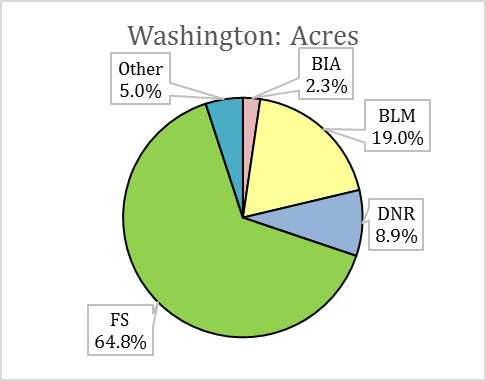 Washington: Acres
Other
5.0%
BIA
2.3%
BLM
19.0%
DNR
8.9%
FS
64.8%